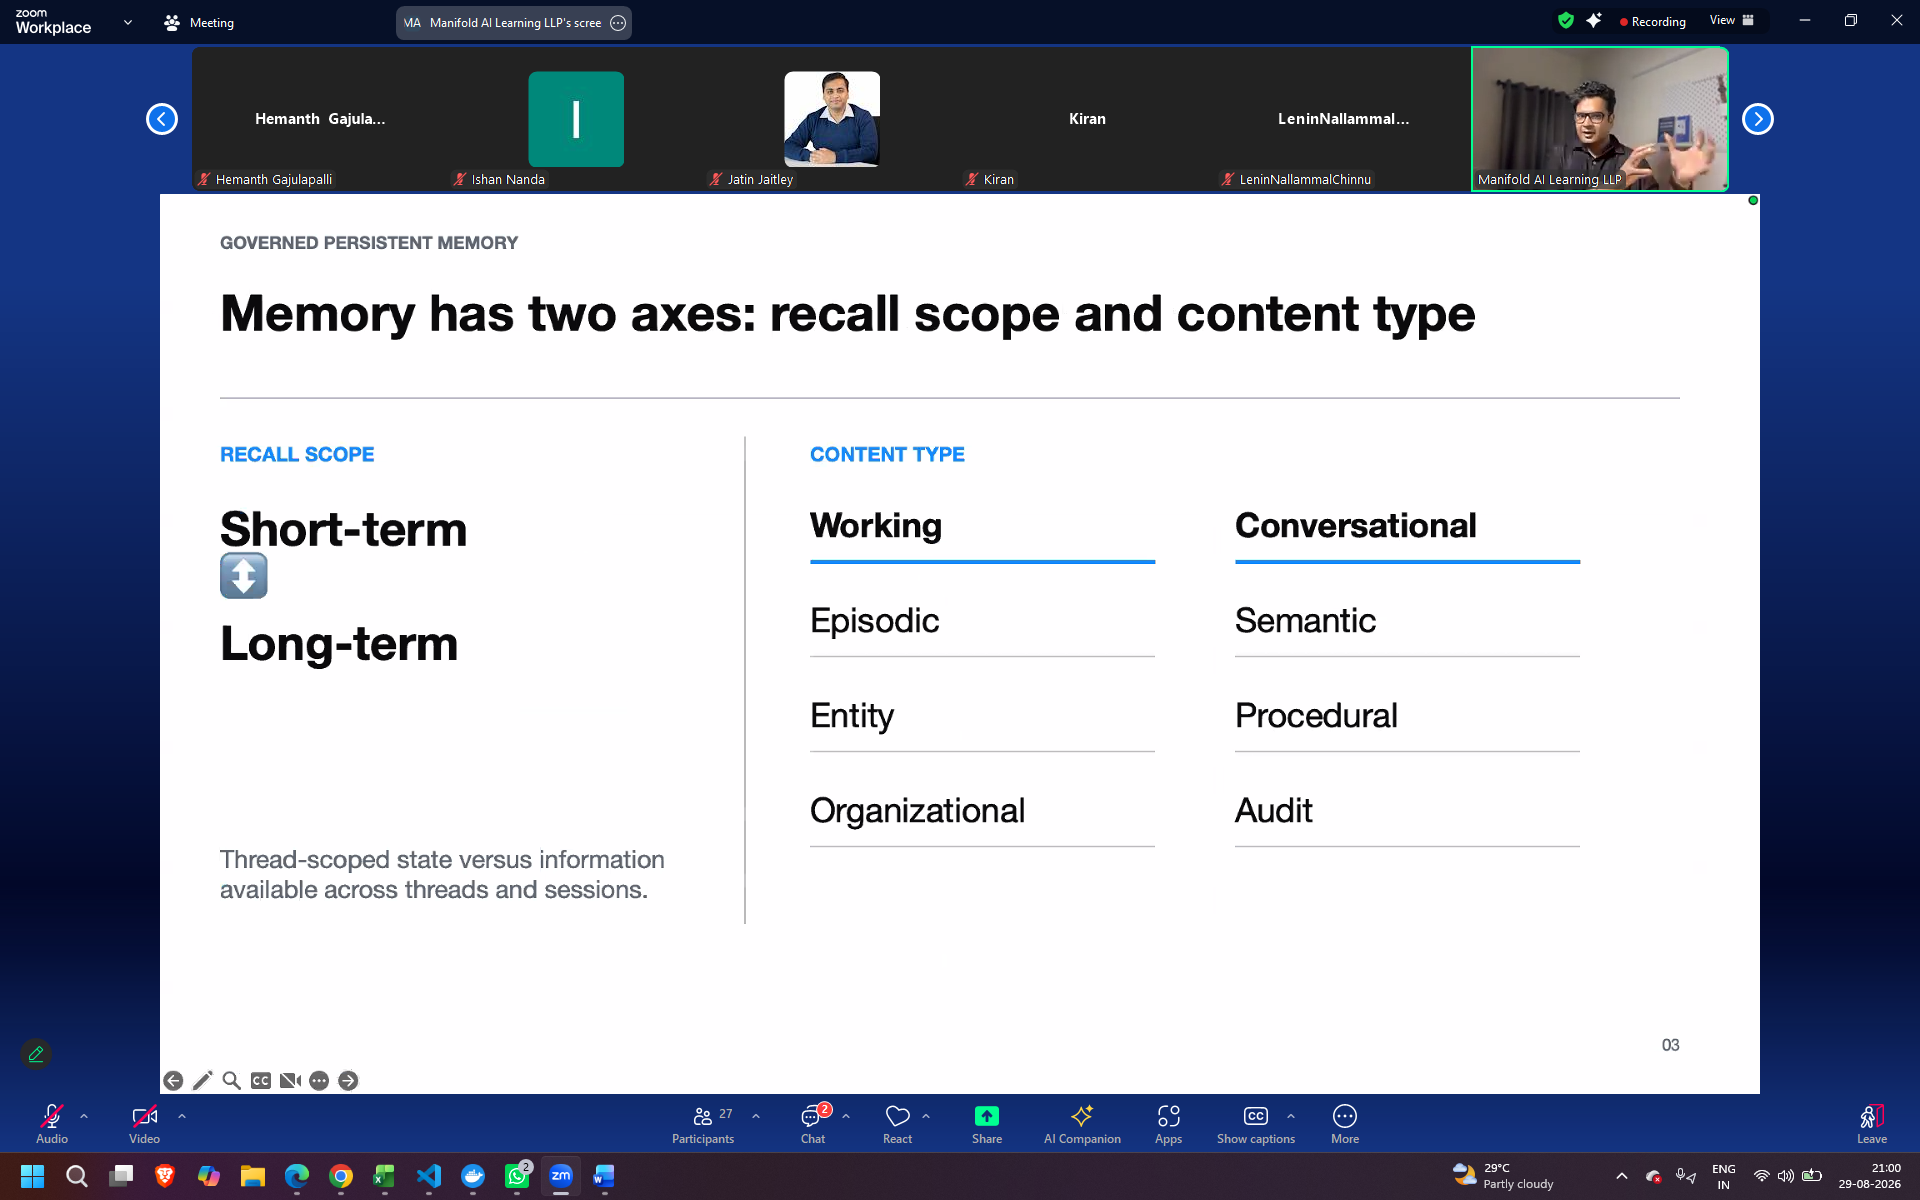 zoom
Workplace
Meeting
MA Manifold AI Learning LLP's scree
Recording
View
Hemanth Gajula...
I
Kiran
LeninNallammal...
Hemanth Gajulapalli
Ishan Nanda
Jatin Jaitley
Kiran
LeninNallammalChinnu
Manifold AI Learning LLP
GOVERNED PERSISTENT MEMORY
Memory has two axes: recall scope and content type
RECALL SCOPE
Short-term
Long-term
Thread-scoped state versus information
available across threads and sessions.
CONTENT TYPE
Working
Conversational
Episodic
Semantic
Entity
Procedural
Organizational
Audit
03
CC
Audio
Video
27
Participants
2
Chat
React
Share
AI Companion
Apps
CC
Show captions
More
Leave
2
zm
29°C
Partly cloudy
ENG
IN
21:00
29-08-2026